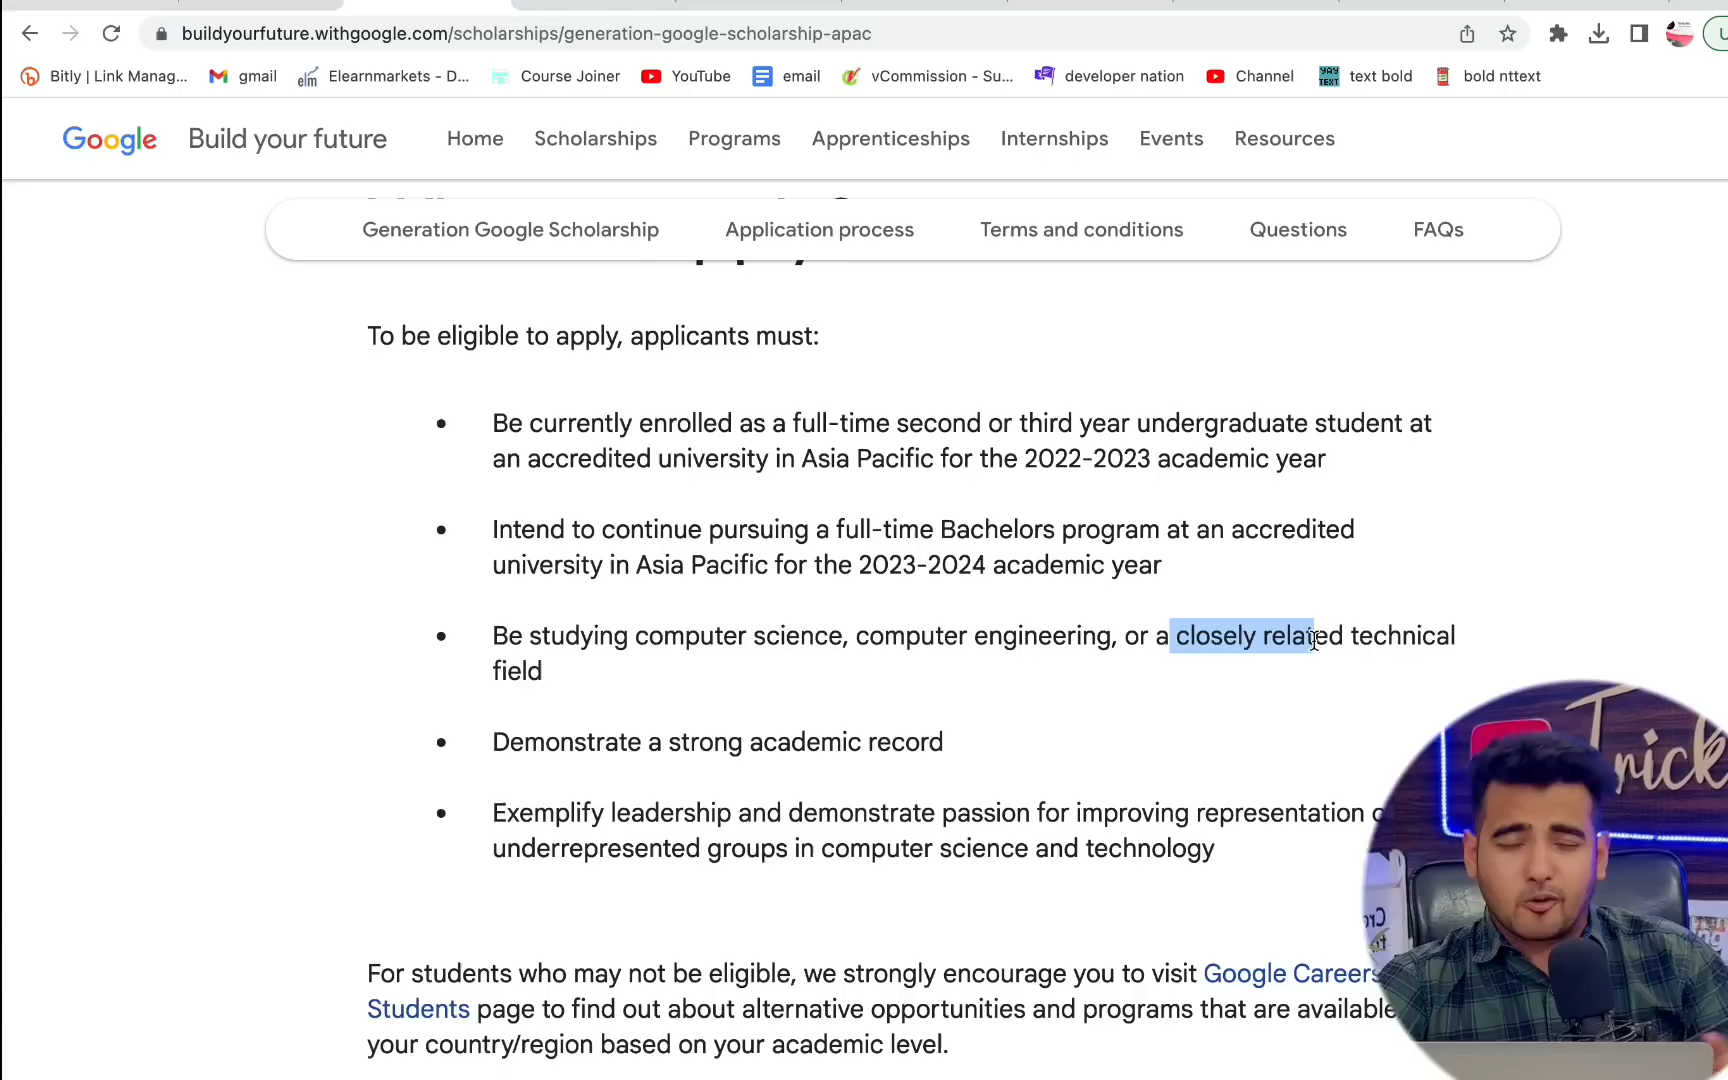 buildyourfuture.withgoogle.com/scholarships/generation-google-scholarship-apac
Bitly | Link Manag... gmail Elearnmarkets - D... Course Joiner YouTube email vCommission - Su... developer nation Channel YAY TEXT text bold bold nttext
Google Build your future Home Scholarships Programs Apprenticeships Internships Events Resources
Generation Google Scholarship Application process Terms and conditions Questions FAQs
To be eligible to apply, applicants must:
• Be currently enrolled as a full-time second or third year undergraduate student at
an accredited university in Asia Pacific for the 2022-2023 academic year
• Intend to continue pursuing a full-time Bachelors program at an accredited
university in Asia Pacific for the 2023-2024 academic year
• Be studying computer science, computer engineering, or a closely related technical
field
• Demonstrate a strong academic record
• Exemplify leadership and demonstrate passion for improving representation
underrepresented groups in computer science and technology
For students who may not be eligible, we strongly encourage you to visit Google Careers
Students page to find out about alternative opportunities and programs that are available
your country/region based on your academic level.
Trick